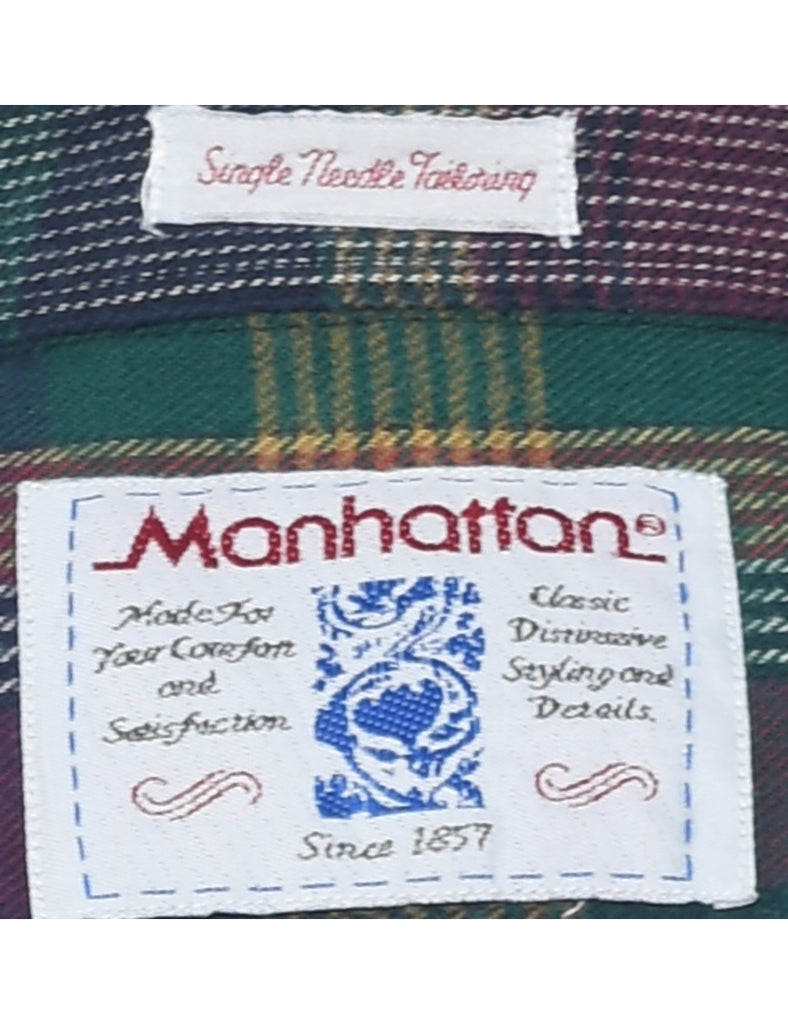 Single Needle Tailoring
Manhattan®
Made For
Your Comfort
and
Satisfaction
Classic
Distinctive
Styling and
Details.
Since 1857